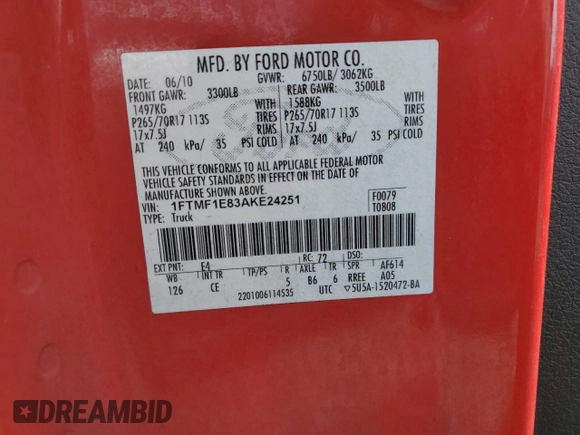 MFD. BY FORD MOTOR CO.
DATE: 06/10 GVWR: 6750LB/ 3062KG
FRONT GAWR: 3300LB REAR GAWR: 3500LB
1497KG WITH 1588KG WITH
P265/70R17 113S TIRES P265/70R17 113S TIRES
17x7.5J RIMS 17x7.5J RIMS
AT 240 kPa/ 35 PSI COLD AT 240 kPa/ 35 PSI COLD
THIS VEHICLE CONFORMS TO ALL APPLICABLE FEDERAL MOTOR
VEHICLE SAFETY STANDARDS IN EFFECT ON THE DATE OF
MANUFACTURE SHOWN ABOVE.
VIN: 1FTMF1E83AKE24251 F0079
TYPE: Truck T0808
EXT PNT: E4 RC: 72 DSO:
WB INT TR TP/PS R AXLE TR SPR AF614
126 CE 5 B6 6 RREE A05
2201006114535 UTC ▽5U5A-1520472-BA
DREAMBID